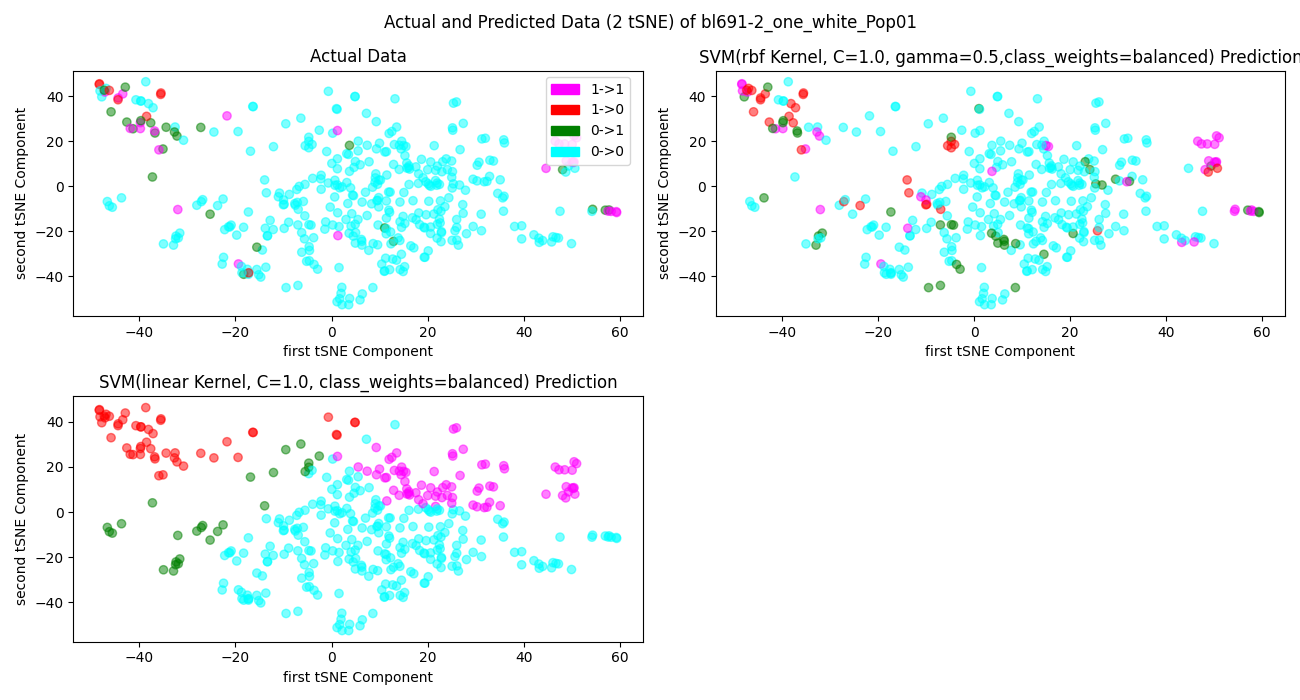 Actual and Predicted Data (2 tSNE) of bl691-2_one_white_Pop01
Actual Data
second tSNE Component
40
20
0
−20
−40
1->1
1->0
0->1
0->0
−40 −20 0 20 40 60
first tSNE Component
SVM(rbf Kernel, C=1.0, gamma=0.5,class_weights=balanced) Prediction
second tSNE Component
40
20
0
−20
−40
−40 −20 0 20 40 60
first tSNE Component
SVM(linear Kernel, C=1.0, class_weights=balanced) Prediction
second tSNE Component
40
20
0
−20
−40
−40 −20 0 20 40 60
first tSNE Component